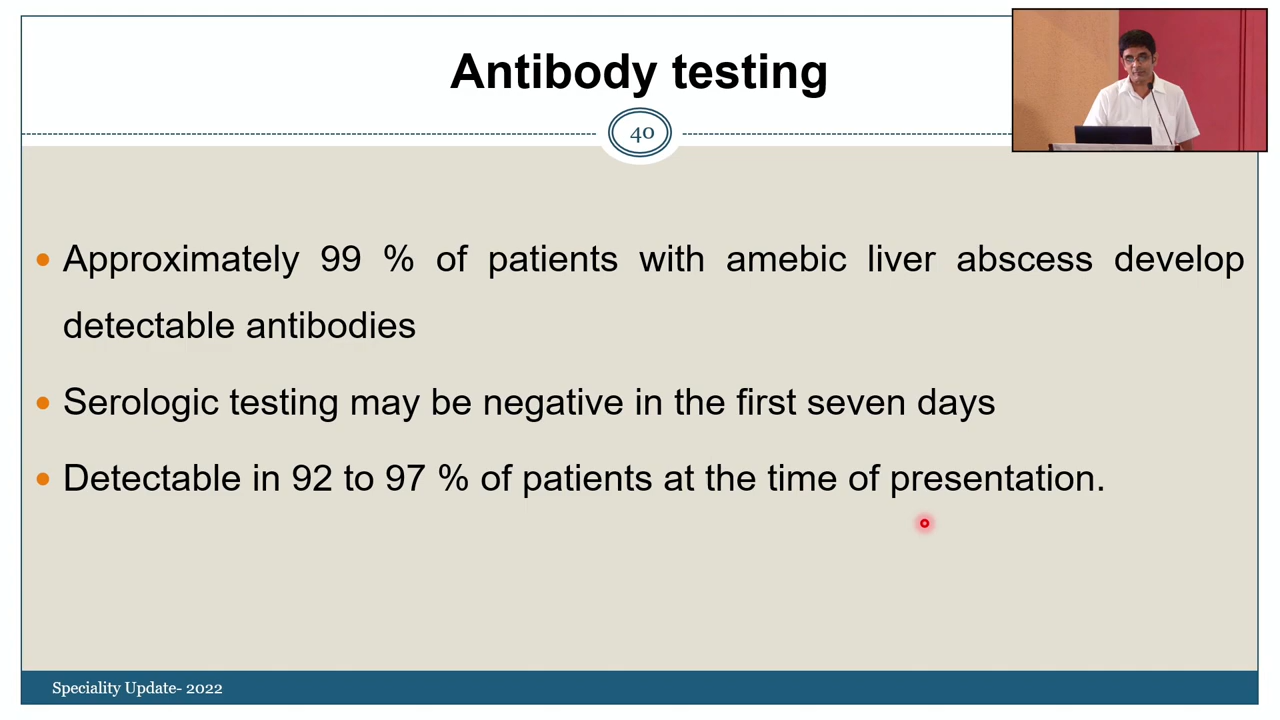 Antibody testing
40
• Approximately 99 % of patients with amebic liver abscess develop
detectable antibodies
• Serologic testing may be negative in the first seven days
• Detectable in 92 to 97 % of patients at the time of presentation.
Speciality Update- 2022